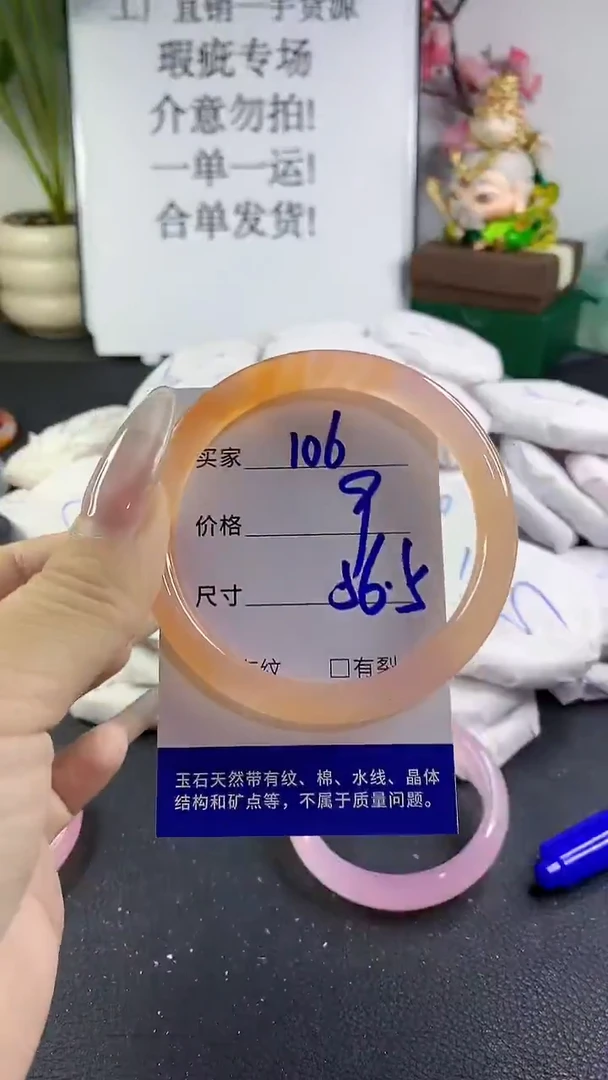 工厂直销一手货源
瑕疵专场
介意勿拍!
一单一运!
合单发货!
买家 106
价格 9
尺寸 56.5
纹 □有裂
玉石天然带有纹、棉、水线、晶体
结构和矿点等，不属于质量问题。